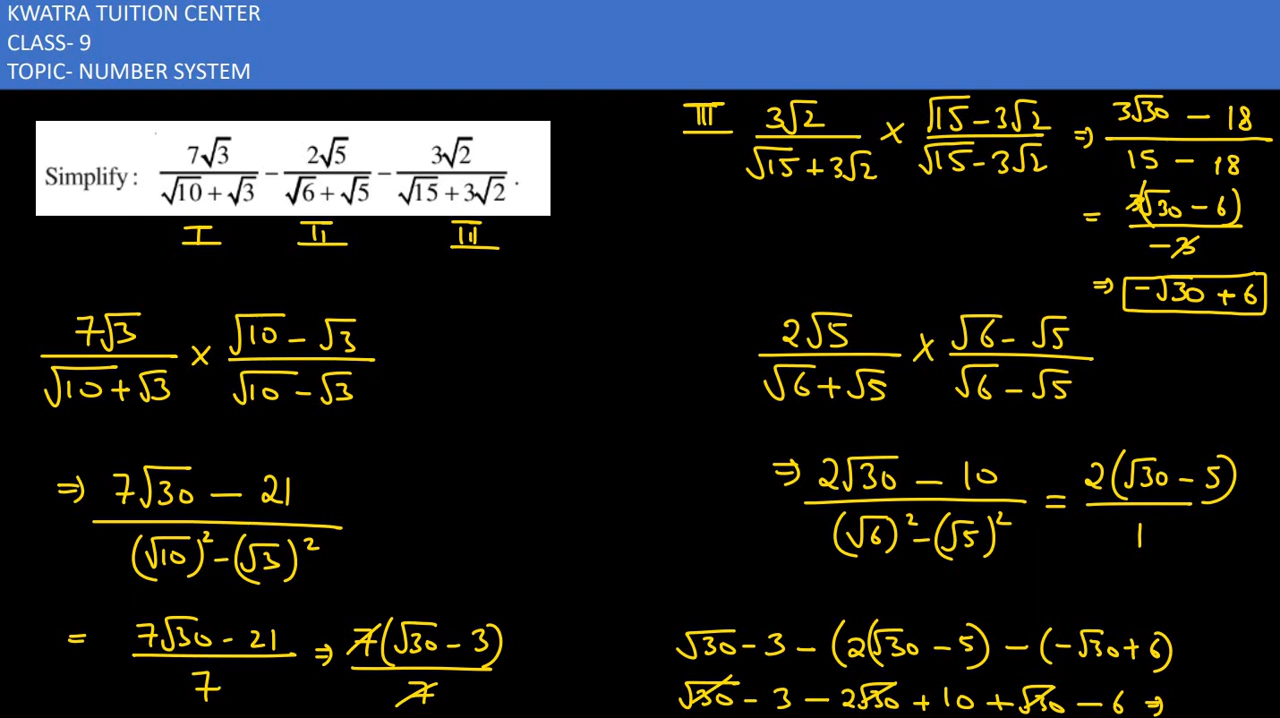 KWATRA TUITION CENTER
CLASS- 9
TOPIC- NUMBER SYSTEM
Simplify: 7√3/(√10+√3) − 2√5/(√6+√5) − 3√2/(√15+3√2).
I II III
7√3/(√10+√3) × (√10−√3)/(√10−√3)
⇒ (7√30 − 21)/((√10)²−(√3)²)
= (7√30 − 21)/7 ⇒ 7(√30 − 3)/7
III 3√2/(√15+3√2) × (√15−3√2)/(√15−3√2) ⇒ (3√30 − 18)/(15 − 18)
= 3(√30 − 6)/−3
⇒ −√30 + 6
2√5/(√6+√5) × (√6−√5)/(√6−√5)
⇒ (2√30 − 10)/((√6)²−(√5)²) = 2(√30 − 5)/1
√30 − 3 − (2(√30 − 5) − (−√30+6)
√30 − 3 − 2√30 + 10 + √30 − 6 ⇒